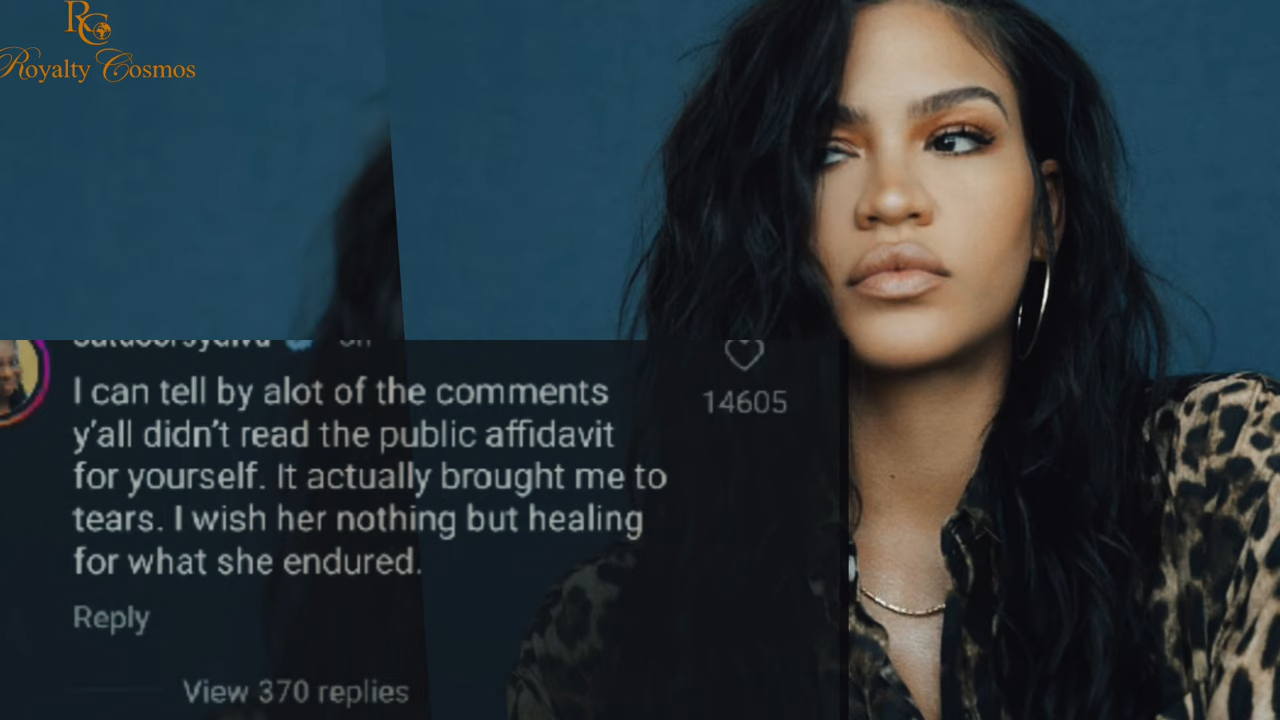 RC
Royalty Cosmos
I can tell by alot of the comments
y'all didn't read the public affidavit
for yourself. It actually brought me to
tears. I wish her nothing but healing
for what she endured.
14605
Reply
View 370 replies